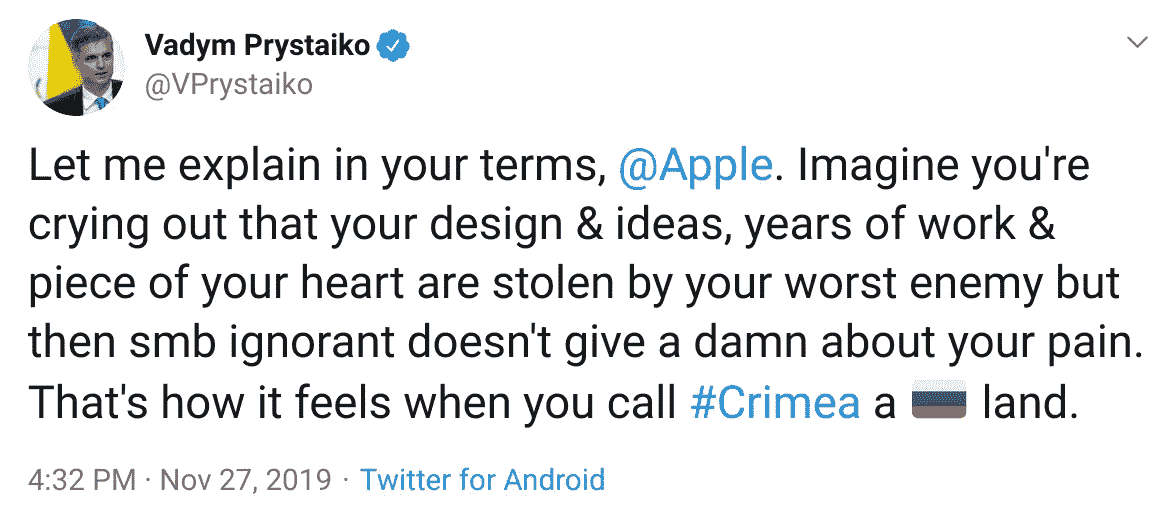 Vadym Prystaiko
@VPrystaiko
Let me explain in your terms, @Apple. Imagine you're
crying out that your design & ideas, years of work &
piece of your heart are stolen by your worst enemy but
then smb ignorant doesn't give a damn about your pain.
That's how it feels when you call #Crimea a 🇷🇺 land.
4:32 PM · Nov 27, 2019 · Twitter for Android